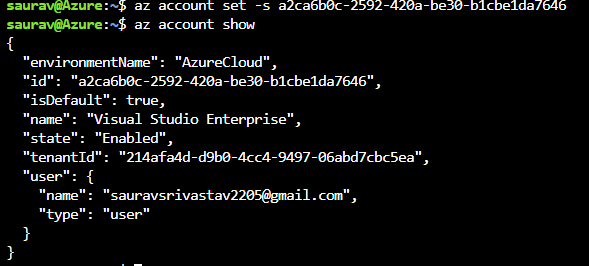 saurav@Azure:~$ az account set -s a2ca6b0c-2592-420a-be30-b1cbe1da7646
saurav@Azure:~$ az account show
{
  "environmentName": "AzureCloud",
  "id": "a2ca6b0c-2592-420a-be30-b1cbe1da7646",
  "isDefault": true,
  "name": "Visual Studio Enterprise",
  "state": "Enabled",
  "tenantId": "214afa4d-d9b0-4cc4-9497-06abd7cbc5ea",
  "user": {
    "name": "sauravsrivastav2205@gmail.com",
    "type": "user"
  }
}